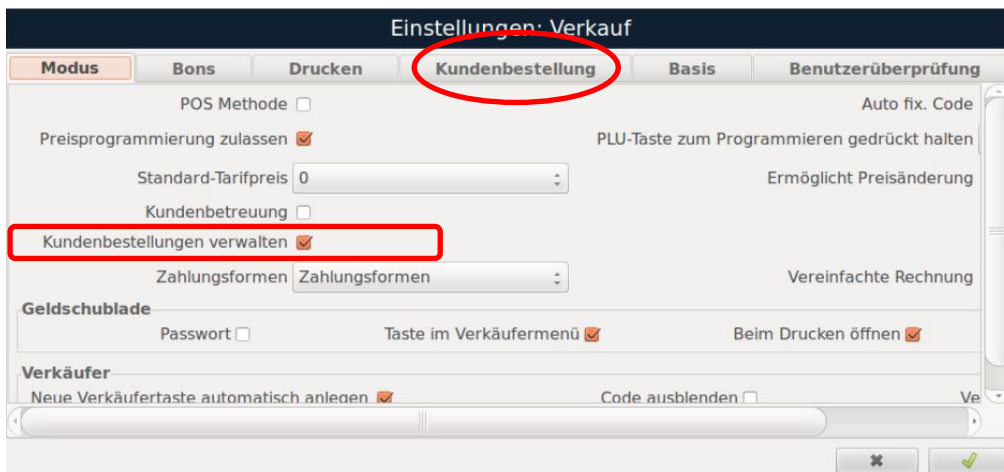 Einstellungen: Verkauf
Modus Bons Drucken Kundenbestellung Basis Benutzerüberprüfung
POS Methode Auto fix. Code
Preisprogrammierung zulassen PLU-Taste zum Programmieren gedrückt halten
Standard-Tarifpreis 0 Ermöglicht Preisänderung
Kundenbetreuung
Kundenbestellungen verwalten
Zahlungsformen Zahlungsformen Vereinfachte Rechnung
Geldschublade
Passwort Taste im Verkäufermenü Beim Drucken öffnen
Verkäufer
Neue Verkäufertaste automatisch anlegen Code ausblenden Ve